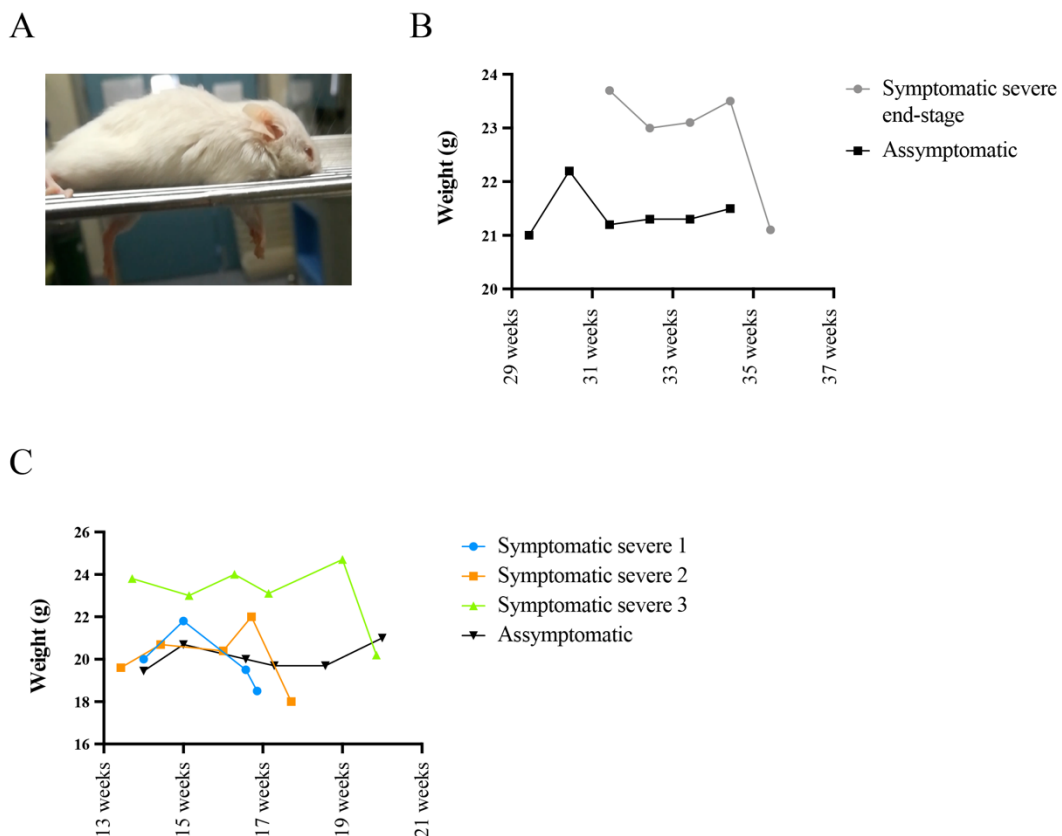 A
B
24
23
22
21
20
Weight (g)
29 weeks
31 weeks
33 weeks
35 weeks
37 weeks
Symptomatic severe
end-stage
Assymptomatic
C
26
24
22
20
18
16
Weight (g)
13 weeks
15 weeks
17 weeks
19 weeks
21 weeks
Symptomatic severe 1
Symptomatic severe 2
Symptomatic severe 3
Assymptomatic